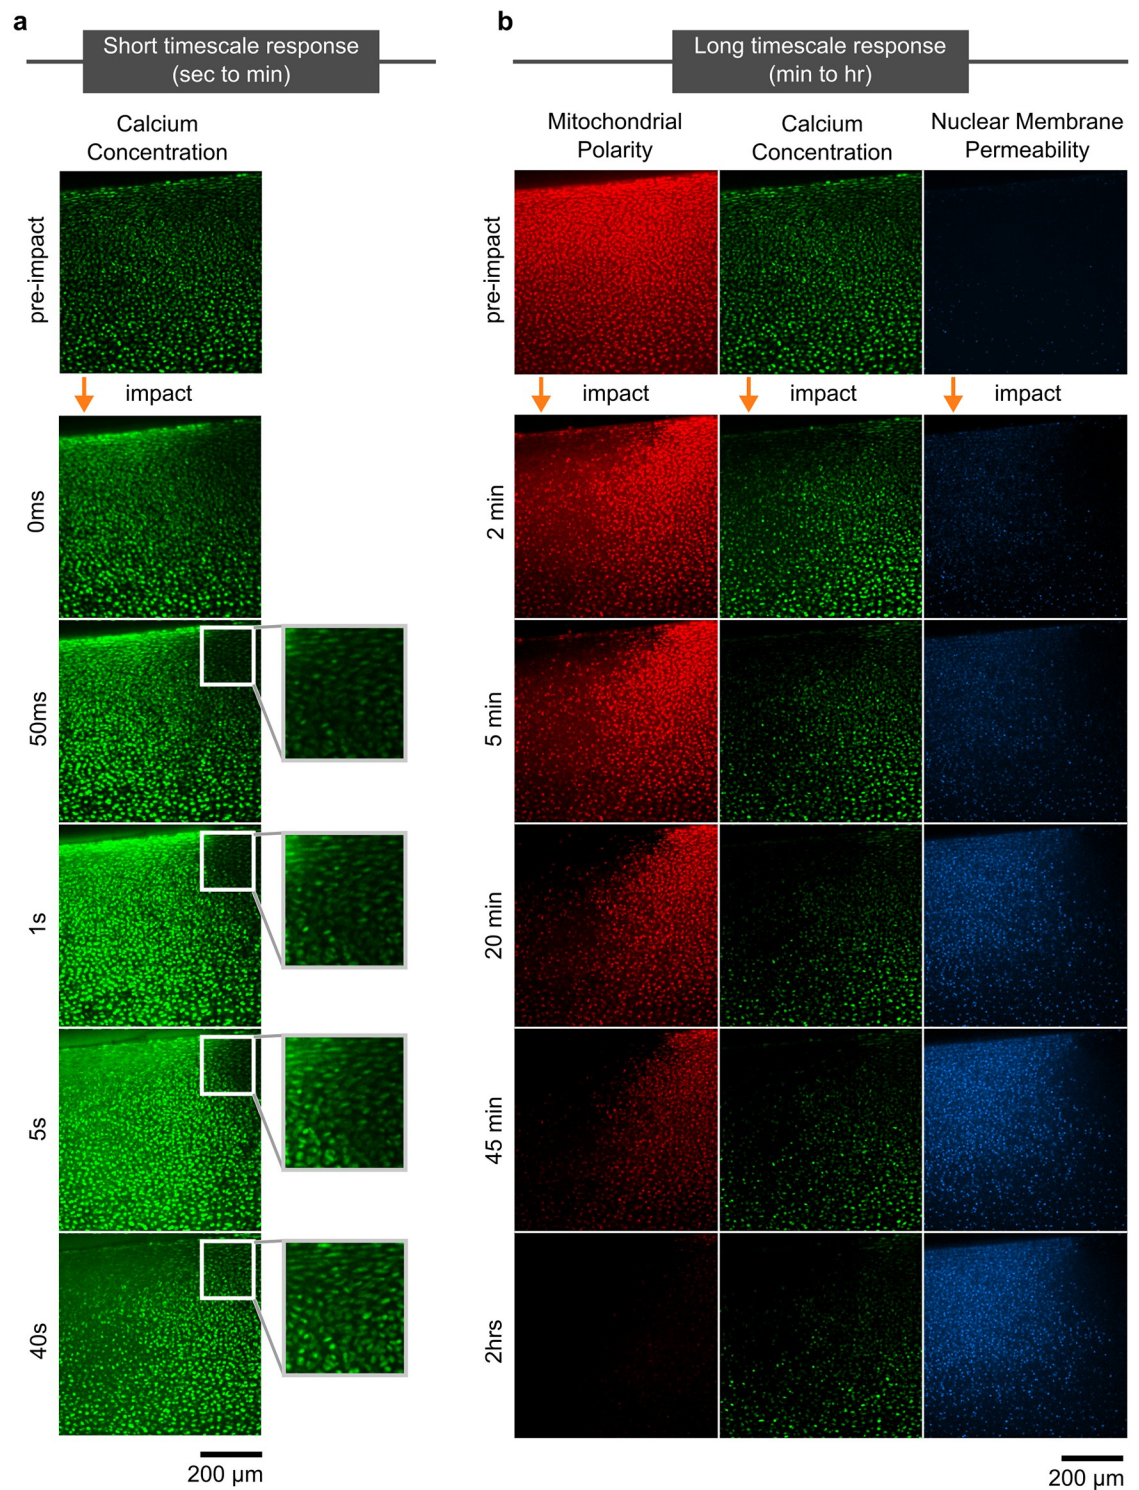 a
Short timescale response
(sec to min)
Calcium
Concentration
pre-impact
impact
0ms
50ms
1s
5s
40s
200 µm
b
Long timescale response
(min to hr)
Mitochondrial
Polarity
Calcium
Concentration
Nuclear Membrane
Permeability
pre-impact
impact
impact
impact
2 min
5 min
20 min
45 min
2hrs
200 µm